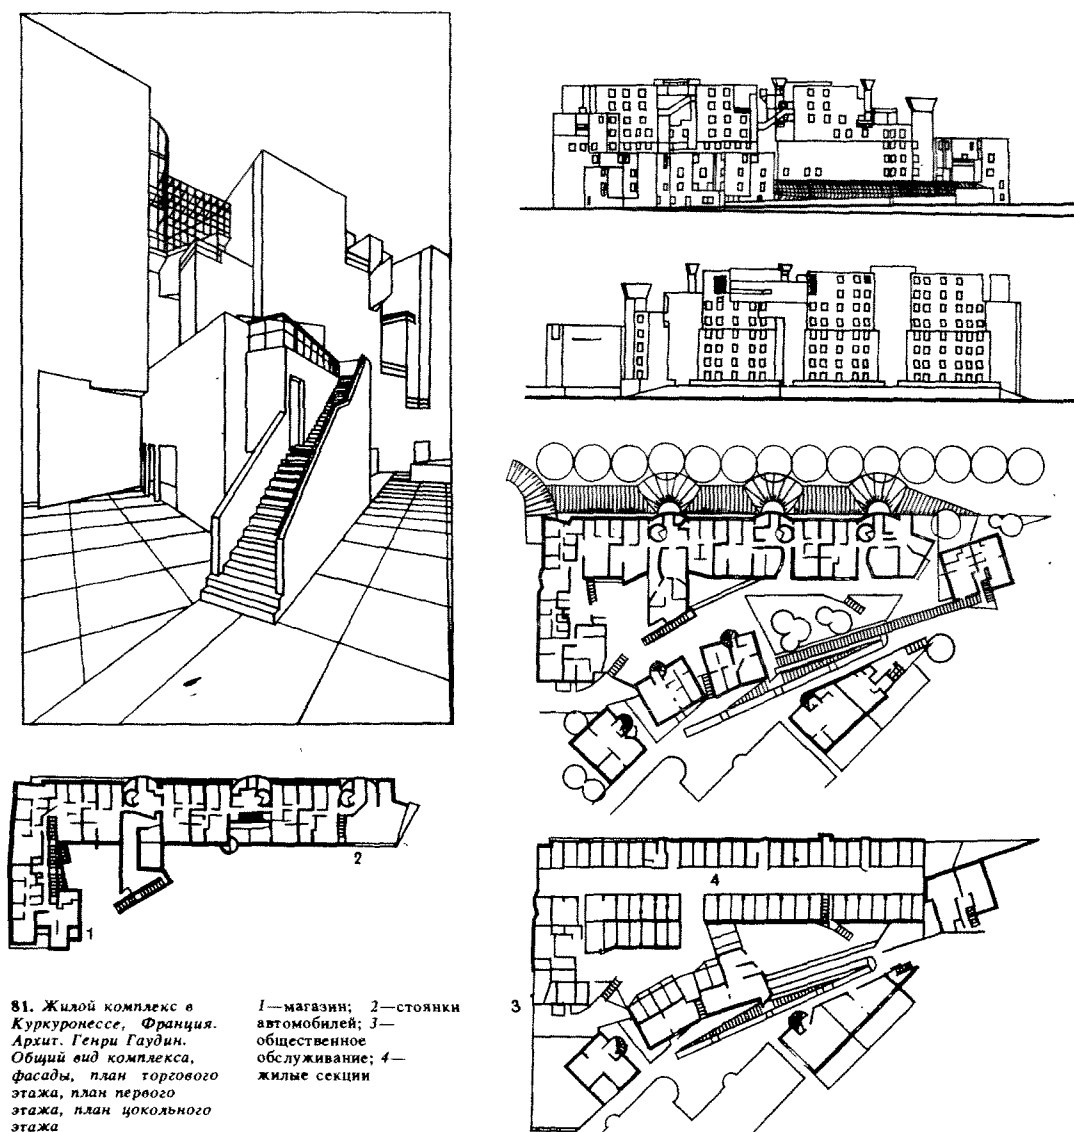 2
1
4
3
81. Жилой комплекс в
Куркуронессе, Франция.
Архит. Генри Гаудин.
Общий вид комплекса,
фасады, план торгового
этажа, план первого
этажа, план цокольного
этажа
1—магазин; 2—стоянки
автомобилей; 3—
общественное
обслуживание; 4—
жилые секции